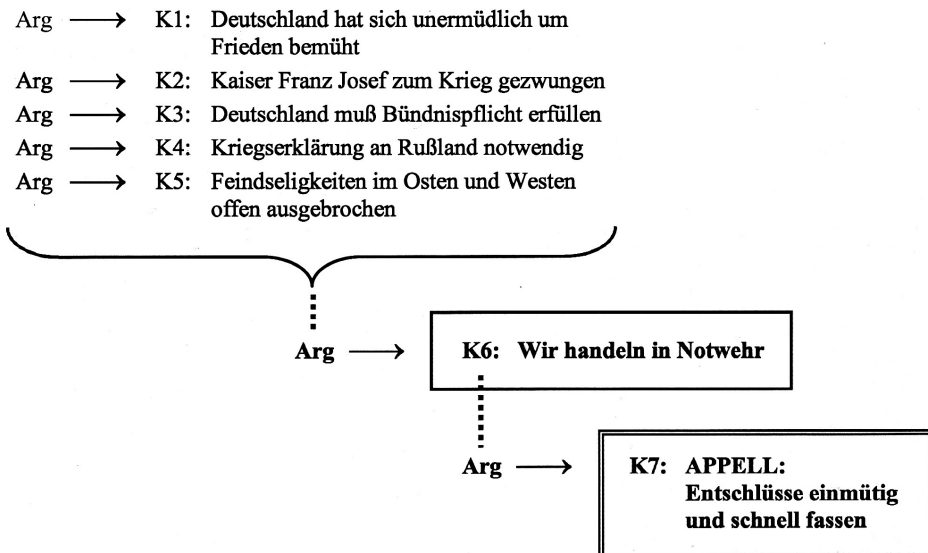 Arg → K1: Deutschland hat sich unermüdlich um
Frieden bemüht
Arg → K2: Kaiser Franz Josef zum Krieg gezwungen
Arg → K3: Deutschland muß Bündnispflicht erfüllen
Arg → K4: Kriegserklärung an Rußland notwendig
Arg → K5: Feindseligkeiten im Osten und Westen
offen ausgebrochen
Arg → K6: Wir handeln in Notwehr
Arg → K7: APPELL:
Entschlüsse einmütig
und schnell fassen